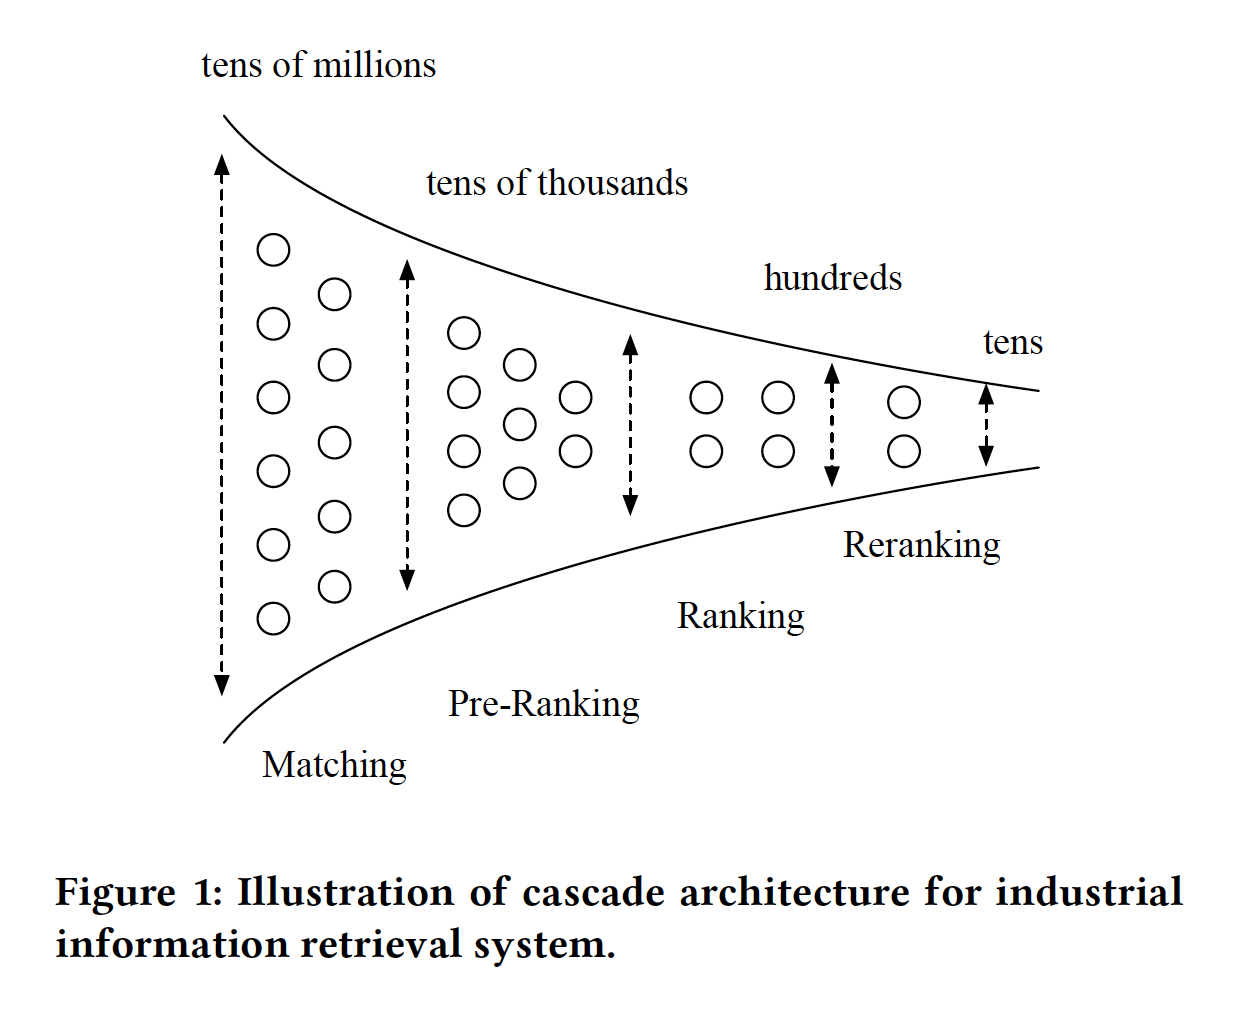 tens of millions
tens of thousands
hundreds
tens
Reranking
Ranking
Pre-Ranking
Matching
Figure 1: Illustration of cascade architecture for industrial
information retrieval system.